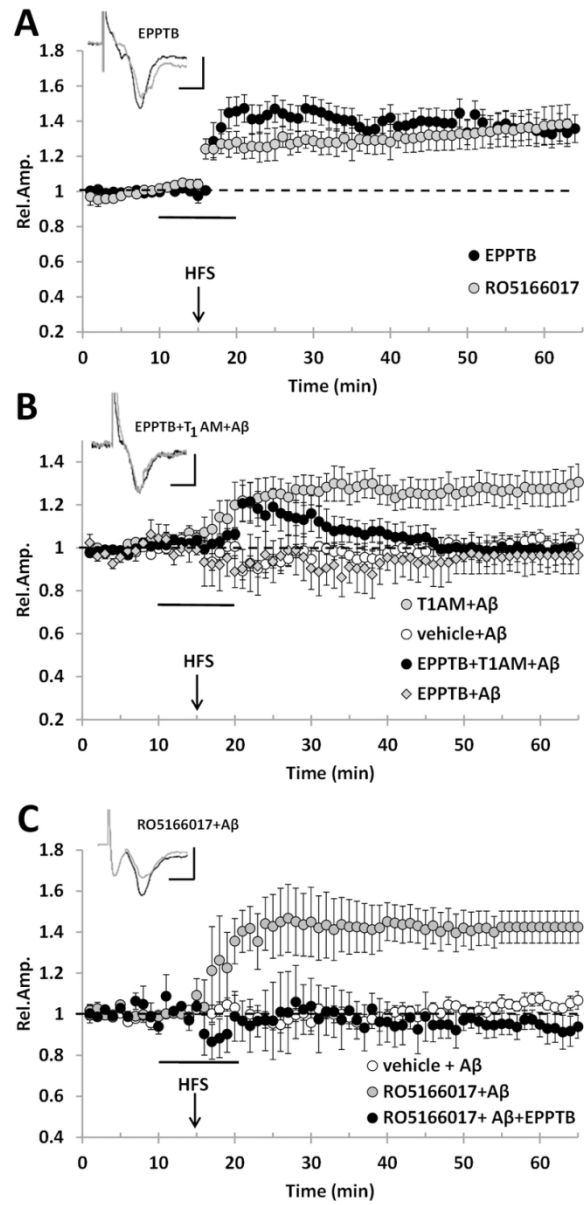 A
EPPTB
1.8
1.6
1.4
1.2
1
0.8
0.6
0.4
0.2
Rel.Amp.
HFS
EPPTB
RO5166017
0 10 20 30 40 50 60
Time (min)
B
EPPTB+T1 AM+Aβ
1.4
1.2
1
0.8
0.6
0.4
0.2
Rel.Amp.
HFS
T1AM+Aβ
vehicle+Aβ
EPPTB+T1AM+Aβ
EPPTB+Aβ
0 10 20 30 40 50 60
Time (min)
C
RO5166017+Aβ
1.8
1.6
1.4
1.2
1.0
0.8
0.6
0.4
Rel.Amp.
HFS
vehicle + Aβ
RO5166017+Aβ
RO5166017+ Aβ+EPPTB
0 10 20 30 40 50 60
Time (min)